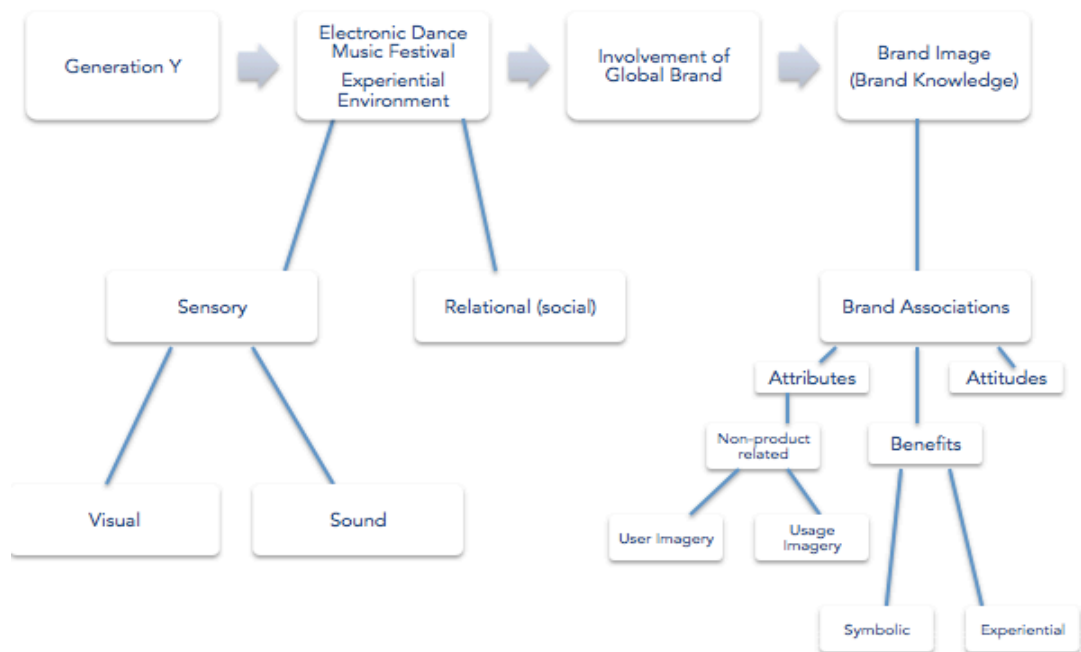 Generation Y
Electronic Dance
Music Festival
Experiential
Environment
Involvement of
Global Brand
Brand Image
(Brand Knowledge)
Sensory
Relational (social)
Brand Associations
Attributes
Attitudes
Non-product
related
Benefits
Visual
Sound
User Imagery
Usage
Imagery
Symbolic
Experiential